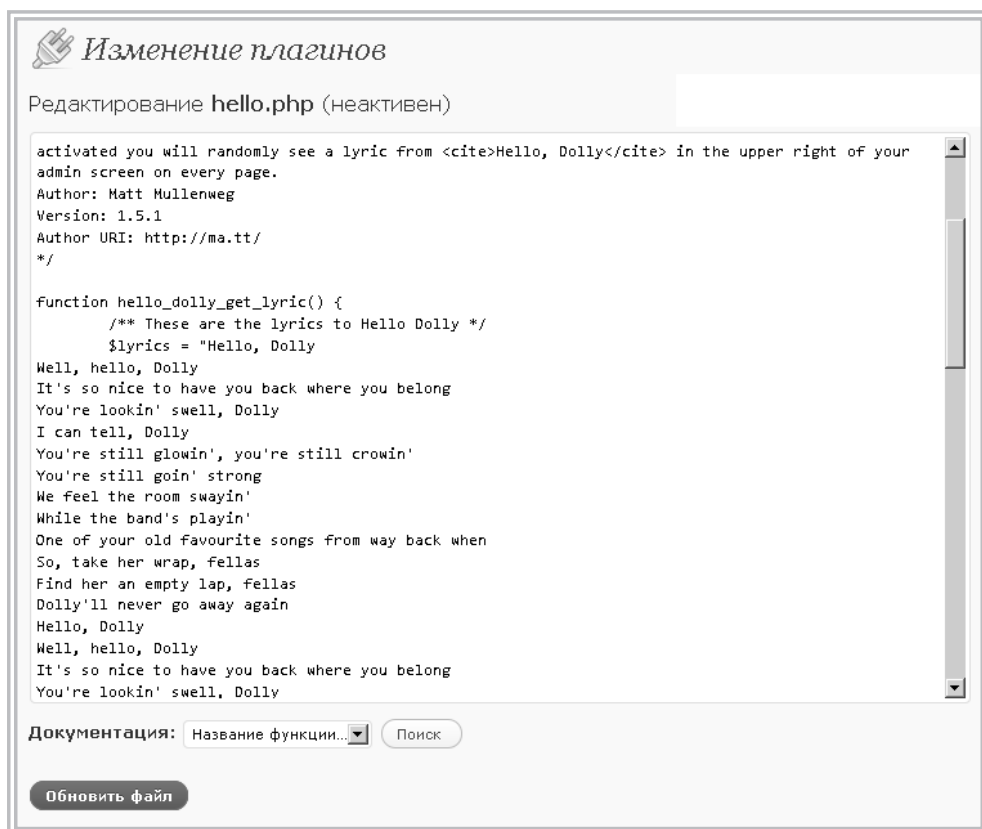 Изменение плагинов
Редактирование hello.php (неактивен)
activated you will randomly see a lyric from <cite>Hello, Dolly</cite> in the upper right of your
admin screen on every page.
Author: Matt Mullenweg
Version: 1.5.1
Author URI: http://ma.tt/
*/
function hello_dolly_get_lyric() {
/** These are the lyrics to Hello Dolly */
$lyrics = "Hello, Dolly
Well, hello, Dolly
It's so nice to have you back where you belong
You're lookin' swell, Dolly
I can tell, Dolly
You're still glowin', you're still crowin'
You're still goin' strong
We feel the room swayin'
While the band's playin'
One of your old favourite songs from way back when
So, take her wrap, fellas
Find her an empty lap, fellas
Dolly'll never go away again
Hello, Dolly
Well, hello, Dolly
It's so nice to have you back where you belong
You're lookin' swell, Dolly
Документация: Название функции... Поиск
Обновить файл